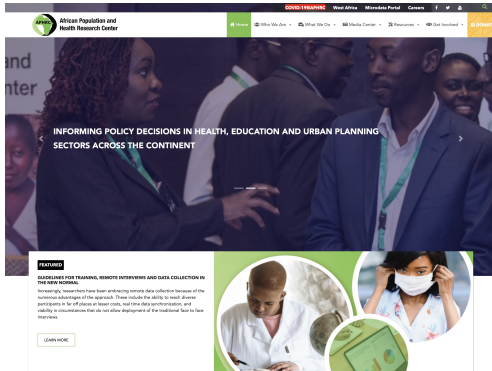 COVID-19@APHRC West Africa Microdata Portal Careers
APHRC
African Population and
Health Research Center
Home Who We Are What We Do Media Center Resources Get Involved DONATE
and
nter
INFORMING POLICY DECISIONS IN HEALTH, EDUCATION AND URBAN PLANNING
SECTORS ACROSS THE CONTINENT
FEATURED
GUIDELINES FOR TRAINING, REMOTE INTERVIEWS AND DATA COLLECTION IN
THE NEW NORMAL
Increasingly, researchers have been embracing remote data collection because of the
numerous advantages of the approach. These include the ability to reach diverse
participants in far off places at lesser costs, real time data synchronization, and
viability in circumstances that do not allow deployment of the traditional face to face
interviews.
LEARN MORE